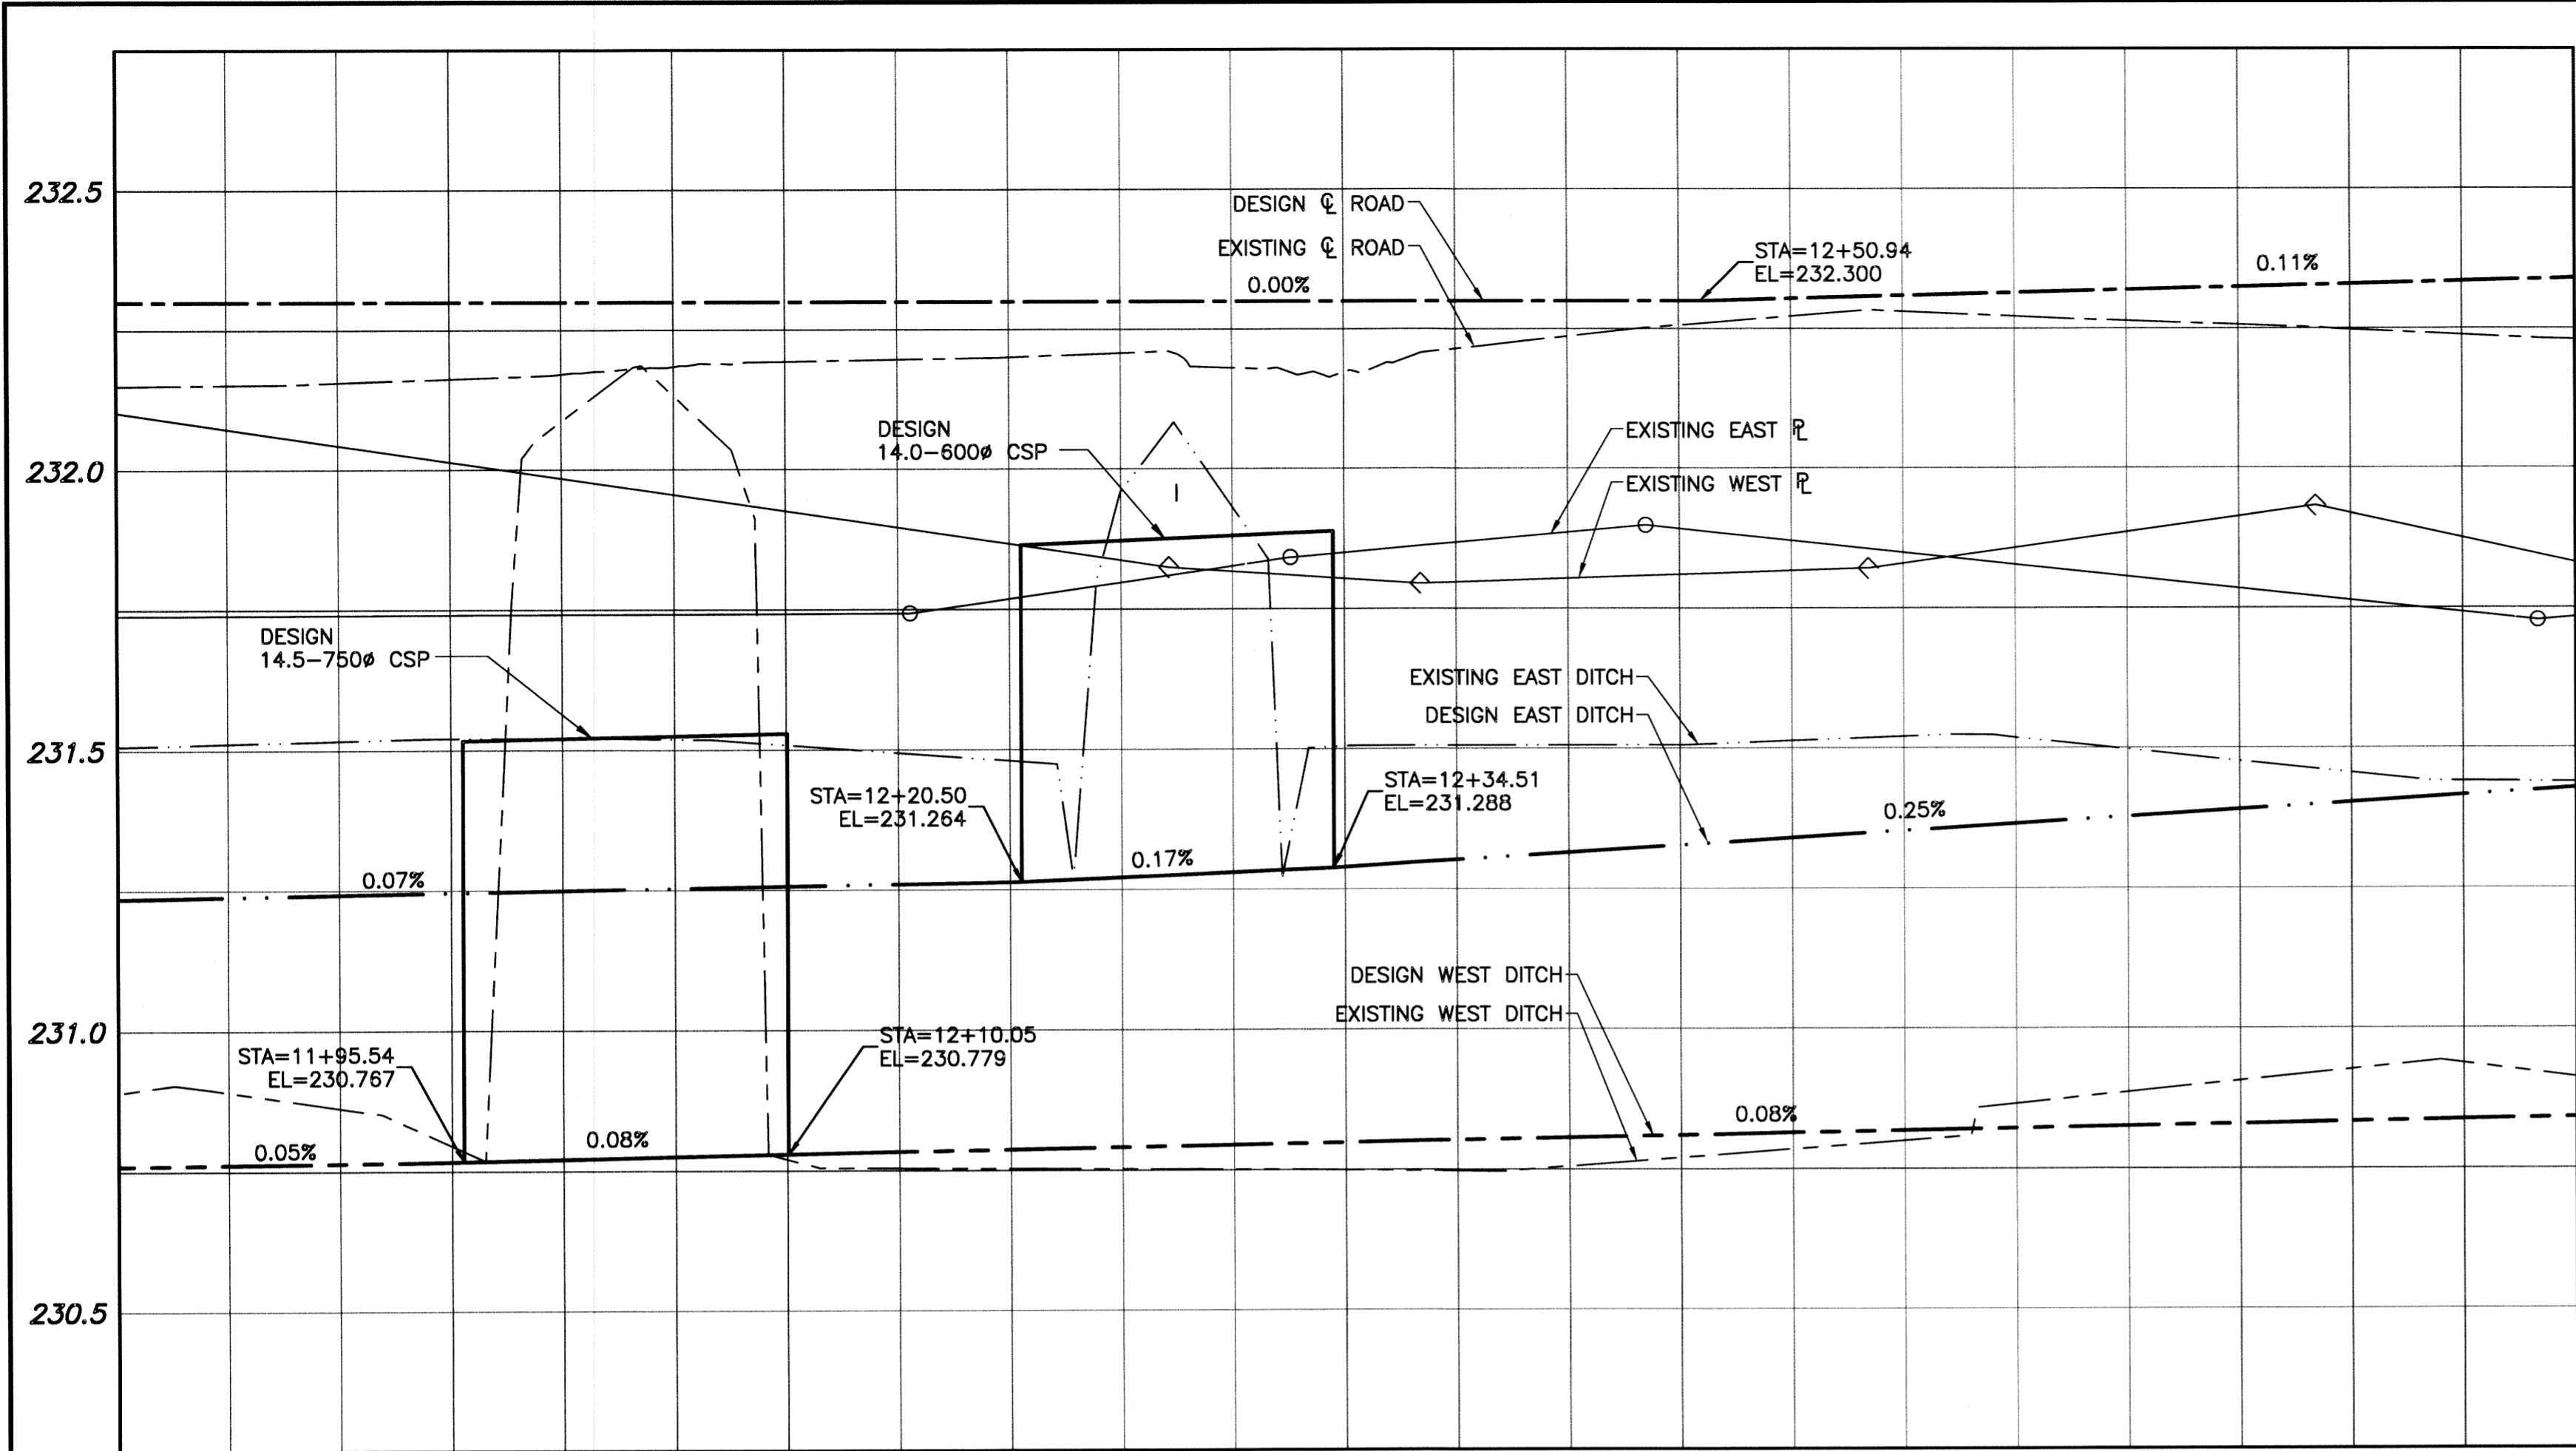 232.5
232.0
231.5
231.0
230.5
DESIGN ℄ ROAD
EXISTING ℄ ROAD
0.00%
STA=12+50.94
EL=232.300
0.11%
DESIGN
14.0-600ø CSP
EXISTING EAST ⅊
EXISTING WEST ⅊
DESIGN
14.5-750ø CSP
EXISTING EAST DITCH
DESIGN EAST DITCH
STA=12+20.50
EL=231.264
STA=12+34.51
EL=231.288
0.25%
0.17%
0.07%
DESIGN WEST DITCH
EXISTING WEST DITCH
STA=12+10.05
EL=230.779
STA=11+95.54
EL=230.767
0.08%
0.08%
0.05%